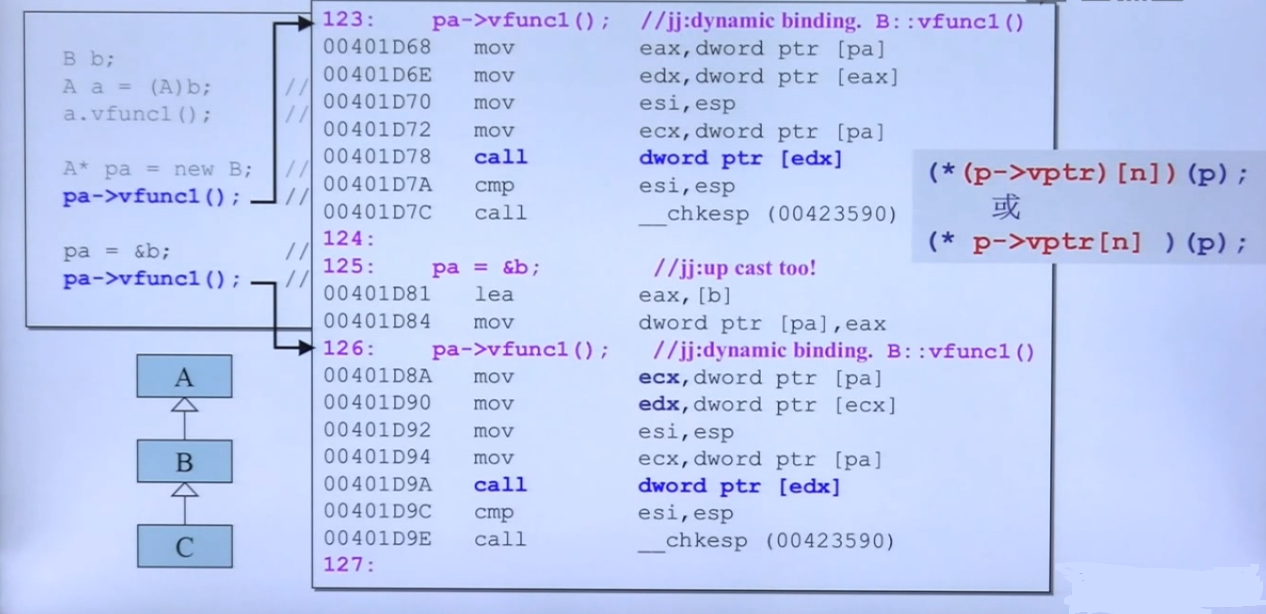 B b;
A a = (A)b; //
a.vfunc1(); //
A* pa = new B; //
pa->vfunc1(); //
pa = &b; //
pa->vfunc1(); //
A
B
C
123: pa->vfunc1(); //jj:dynamic binding. B::vfunc1()
00401D68 mov eax,dword ptr [pa]
00401D6E mov edx,dword ptr [eax]
00401D70 mov esi,esp
00401D72 mov ecx,dword ptr [pa]
00401D78 call dword ptr [edx]
00401D7A cmp esi,esp
00401D7C call __chkesp (00423590)
124:
125: pa = &b; //jj:up cast too!
00401D81 lea eax,[b]
00401D84 mov dword ptr [pa],eax
126: pa->vfunc1(); //jj:dynamic binding. B::vfunc1()
00401D8A mov ecx,dword ptr [pa]
00401D90 mov edx,dword ptr [ecx]
00401D92 mov esi,esp
00401D94 mov ecx,dword ptr [pa]
00401D9A call dword ptr [edx]
00401D9C cmp esi,esp
00401D9E call __chkesp (00423590)
127:
(*(p->vptr)[n])(p);
或
(* p->vptr[n] )(p);